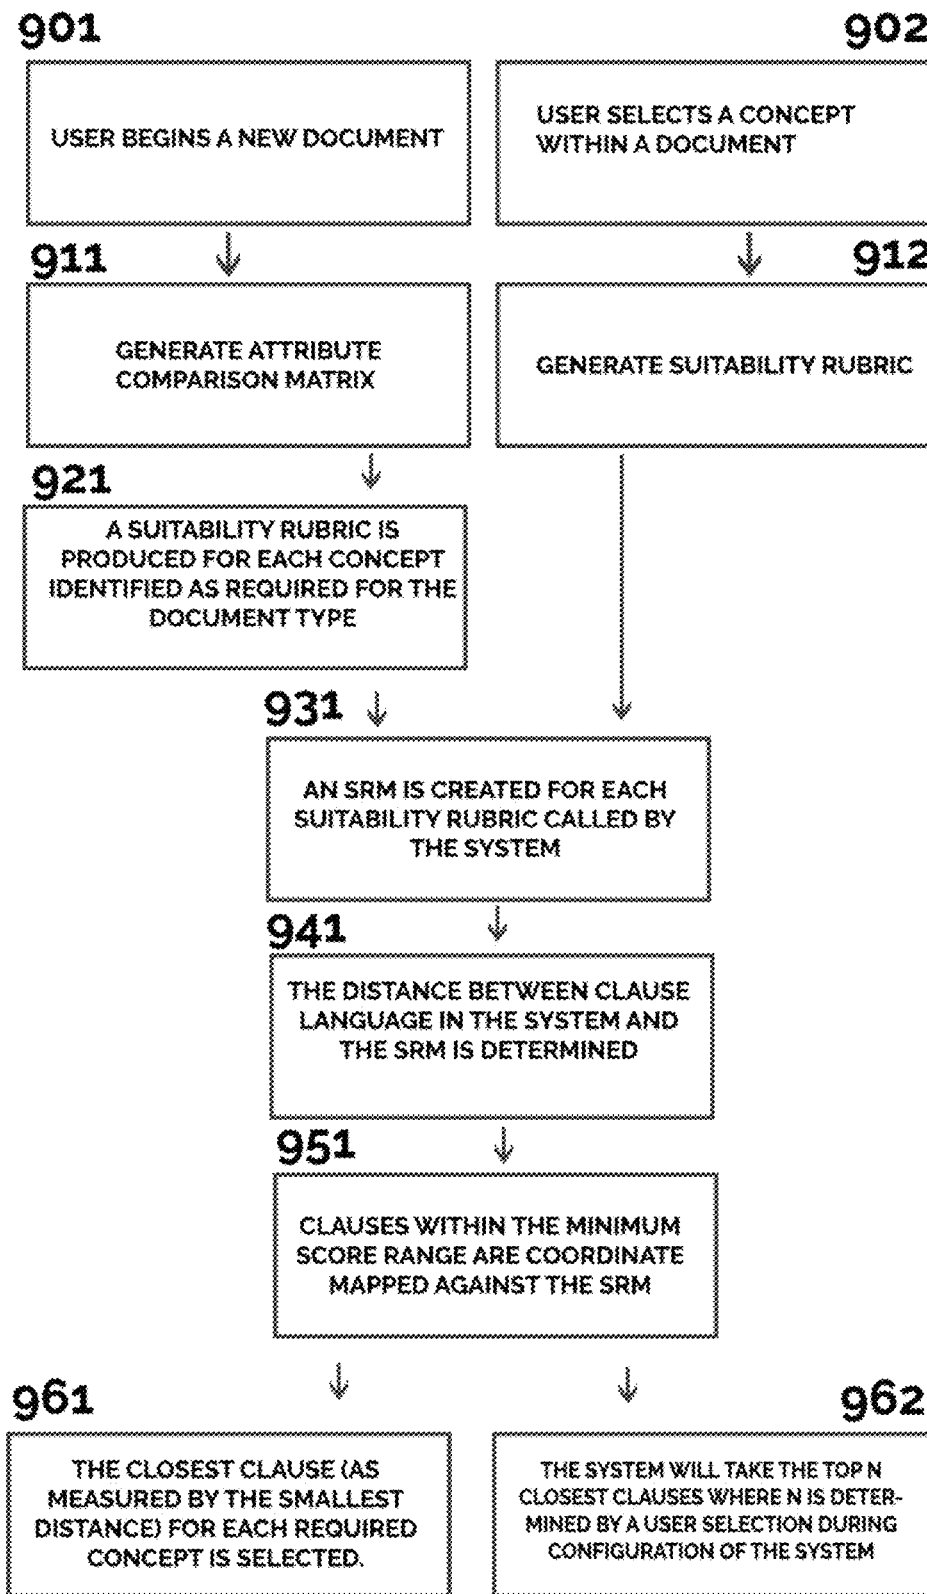 901
902
USER BEGINS A NEW DOCUMENT
USER SELECTS A CONCEPT
WITHIN A DOCUMENT
911
912
GENERATE ATTRIBUTE
COMPARISON MATRIX
GENERATE SUITABILITY RUBRIC
921
A SUITABILITY RUBRIC IS
PRODUCED FOR EACH CONCEPT
IDENTIFIED AS REQUIRED FOR THE
DOCUMENT TYPE
931
AN SRM IS CREATED FOR EACH
SUITABILITY RUBRIC CALLED BY
THE SYSTEM
941
THE DISTANCE BETWEEN CLAUSE
LANGUAGE IN THE SYSTEM AND
THE SRM IS DETERMINED
951
CLAUSES WITHIN THE MINIMUM
SCORE RANGE ARE COORDINATE
MAPPED AGAINST THE SRM
961
962
THE CLOSEST CLAUSE (AS
MEASURED BY THE SMALLEST
DISTANCE) FOR EACH REQUIRED
CONCEPT IS SELECTED.
THE SYSTEM WILL TAKE THE TOP N
CLOSEST CLAUSES WHERE N IS DETER-
MINED BY A USER SELECTION DURING
CONFIGURATION OF THE SYSTEM